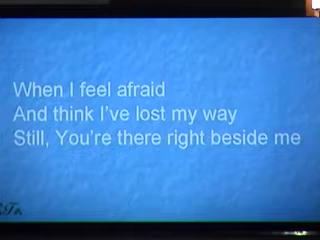 When I feel afraid
And think I've lost my way
Still, You're there right beside me